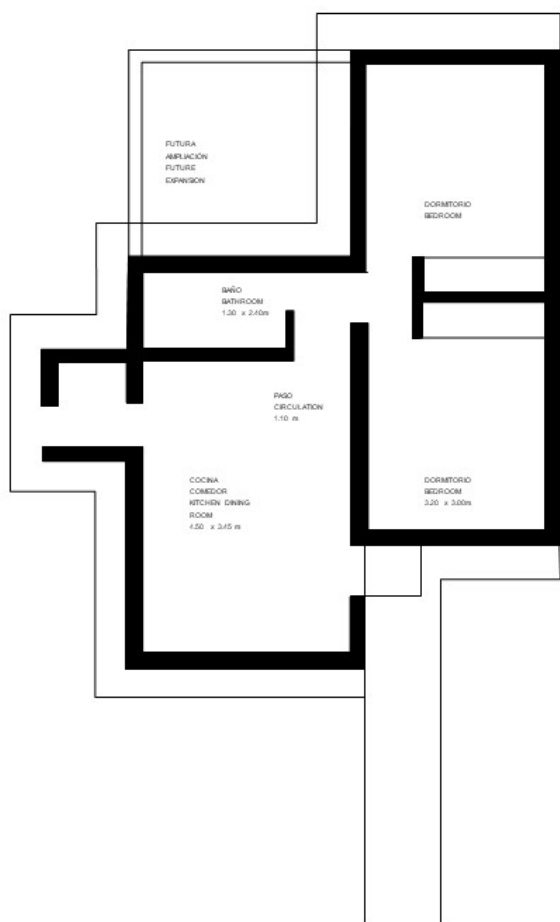 FUTURA
AMPLIACIÓN
FUTURE
EXPANSION
DORMITORIO
BEDROOM
BAÑO
BATHROOM
1.30 x 2.40m
PASO
CIRCULATION
1.10 m
COCINA
COMEDOR
KITCHEN DINING
ROOM
4.50 x 3.45 m
DORMITORIO
BEDROOM
3.20 x 3.00m